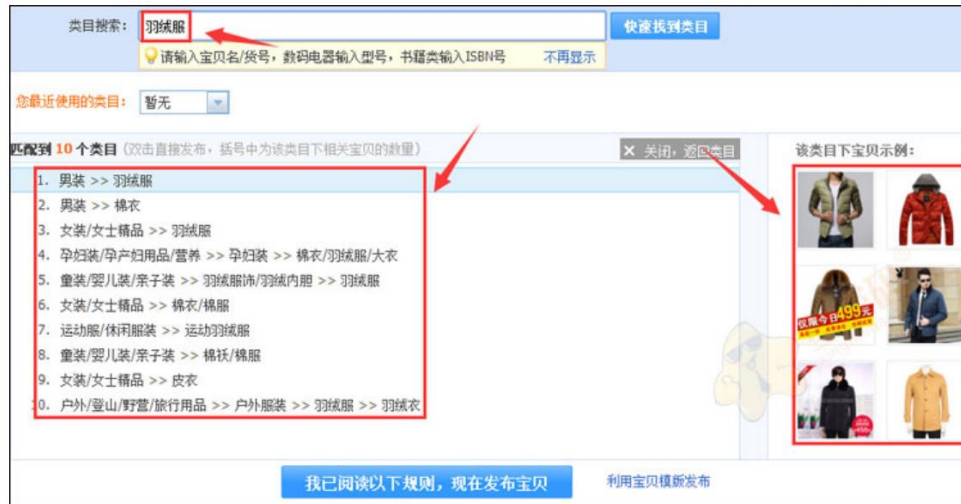 类目搜索： 羽绒服 快速找到类目
请输入宝贝名/货号，数码电器输入型号，书籍类输入ISBN号 不再显示
您最近使用的类目： 暂无
匹配到 10 个类目 (双击直接发布，括号中为该类目下相关宝贝的数量) X 关闭，返回类目 该类目下宝贝示例：
1. 男装 >> 羽绒服
2. 男装 >> 棉衣
3. 女装/女士精品 >> 羽绒服
4. 孕妇装/孕产妇用品/营养 >> 孕妇装 >> 棉衣/羽绒服/大衣
5. 童装/婴儿装/亲子装 >> 羽绒服饰/羽绒内胆 >> 羽绒服
6. 女装/女士精品 >> 棉衣/棉服
7. 运动服/休闲服装 >> 运动羽绒服
8. 童装/婴儿装/亲子装 >> 棉袄/棉服
9. 女装/女士精品 >> 皮衣
10. 户外/登山/野营/旅行用品 >> 户外服装 >> 羽绒服 >> 羽绒衣
仅限今日499元
我已阅读以下规则，现在发布宝贝 利用宝贝模版发布